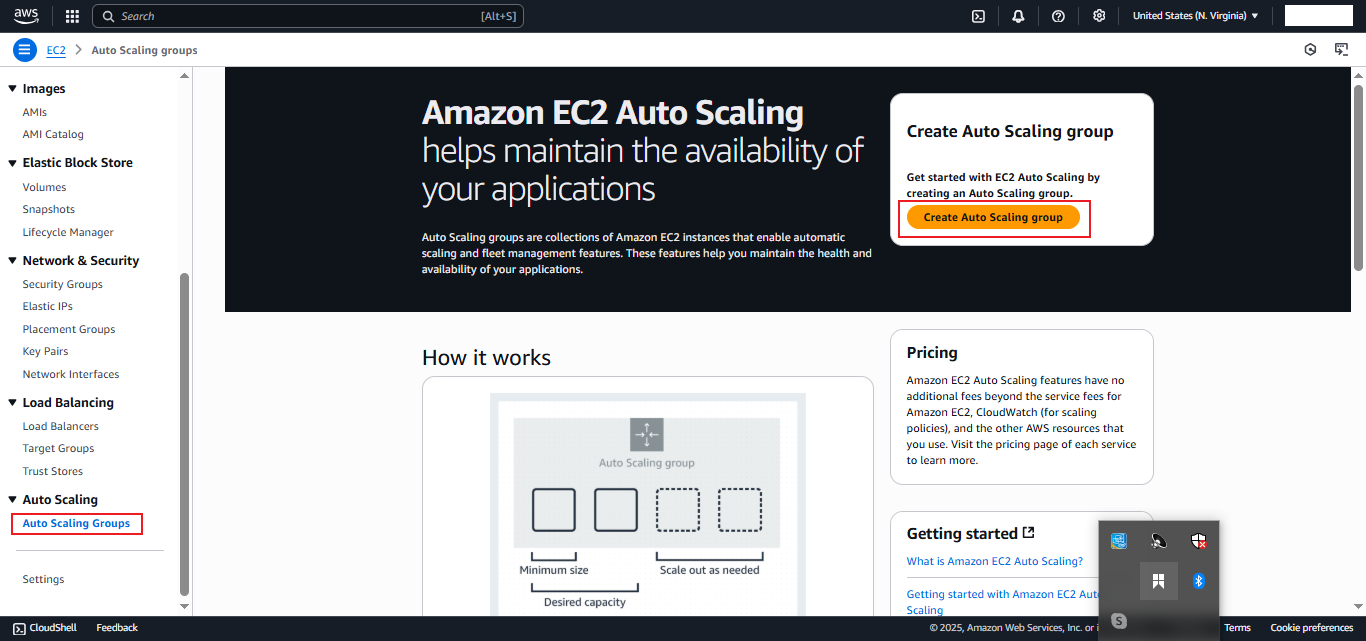 aws
Search
[Alt+S]
United States (N. Virginia)
EC2
Auto Scaling groups
Images
AMIs
AMI Catalog
Elastic Block Store
Volumes
Snapshots
Lifecycle Manager
Network & Security
Security Groups
Elastic IPs
Placement Groups
Key Pairs
Network Interfaces
Load Balancing
Load Balancers
Target Groups
Trust Stores
Auto Scaling
Auto Scaling Groups
Settings
Amazon EC2 Auto Scaling
helps maintain the availability of
your applications
Auto Scaling groups are collections of Amazon EC2 instances that enable automatic
scaling and fleet management features. These features help you maintain the health and
availability of your applications.
Create Auto Scaling group
Get started with EC2 Auto Scaling by
creating an Auto Scaling group.
Create Auto Scaling group
How it works
Auto Scaling group
Minimum size
Scale out as needed
Desired capacity
Pricing
Amazon EC2 Auto Scaling features have no
additional fees beyond the service fees for
Amazon EC2, CloudWatch (for scaling
policies), and the other AWS resources that
you use. Visit the pricing page of each service
to learn more.
Getting started
What is Amazon EC2 Auto Scaling?
Getting started with Amazon EC2 Auto
Scaling
CloudShell
Feedback
© 2025, Amazon Web Services, Inc. or
Terms
Cookie preferences